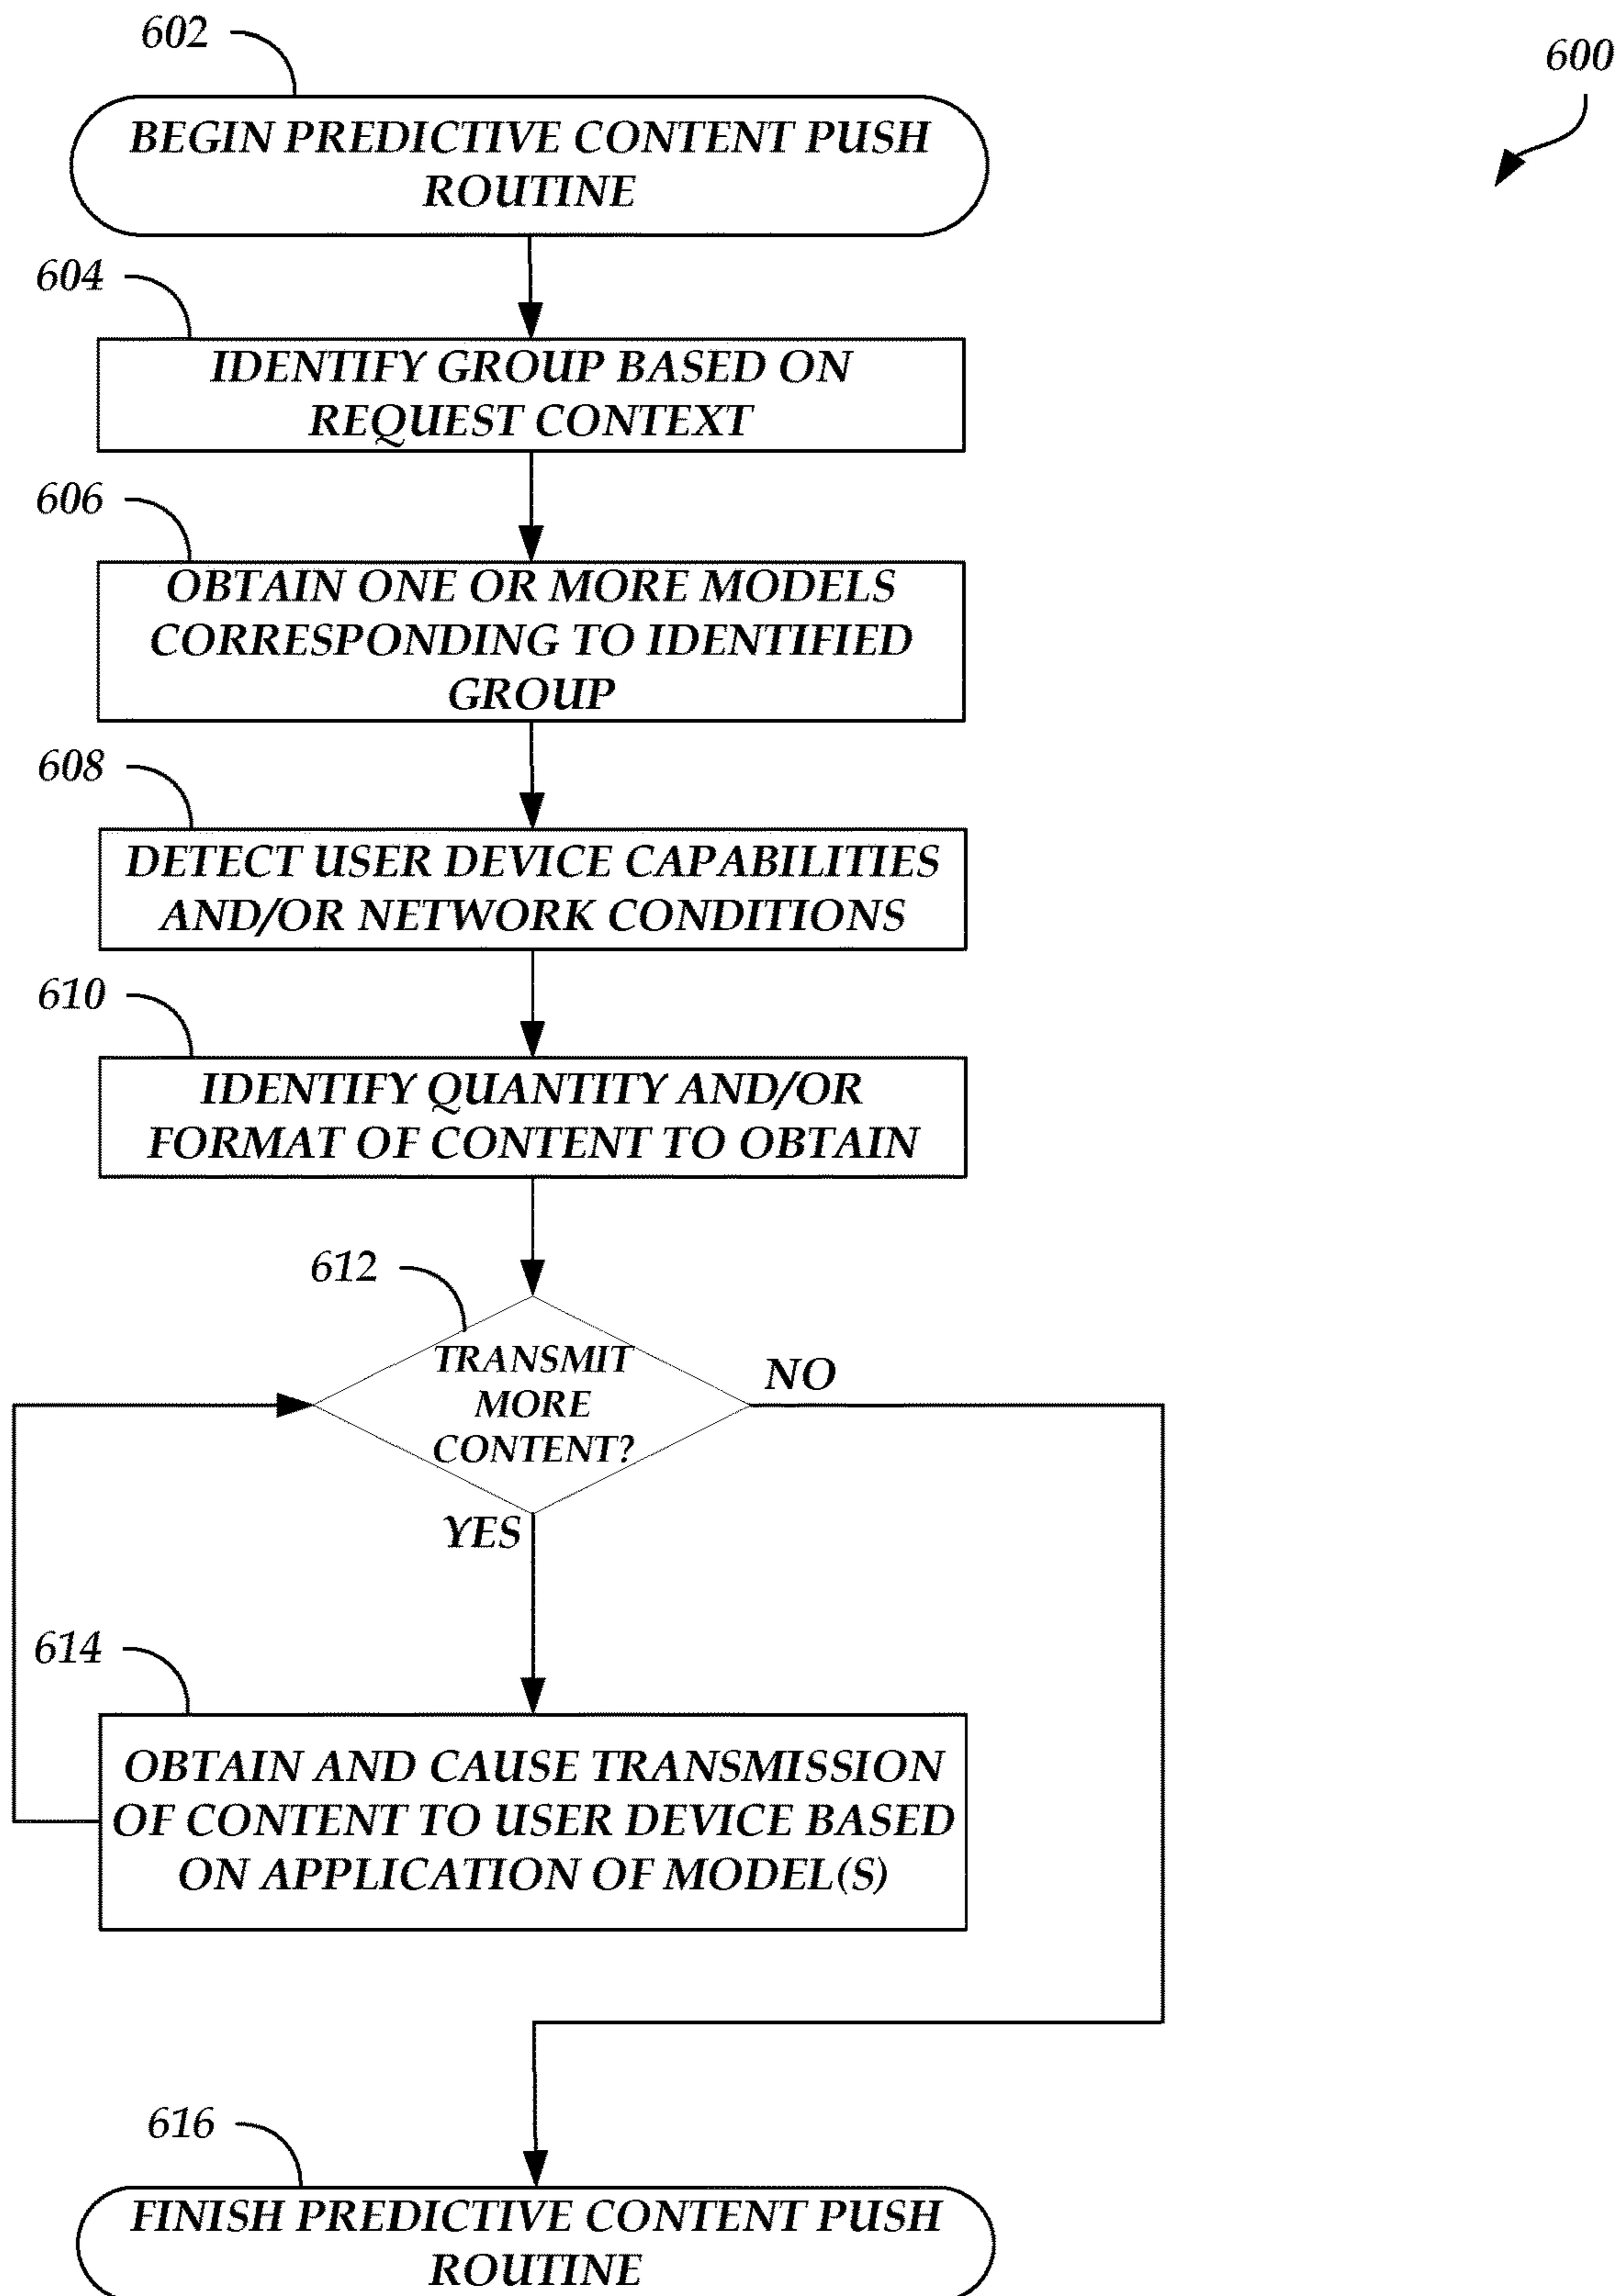 602
600
BEGIN PREDICTIVE CONTENT PUSH
ROUTINE
604
IDENTIFY GROUP BASED ON
REQUEST CONTEXT
606
OBTAIN ONE OR MORE MODELS
CORRESPONDING TO IDENTIFIED
GROUP
608
DETECT USER DEVICE CAPABILITIES
AND/OR NETWORK CONDITIONS
610
IDENTIFY QUANTITY AND/OR
FORMAT OF CONTENT TO OBTAIN
612
TRANSMIT
MORE
CONTENT?
NO
YES
614
OBTAIN AND CAUSE TRANSMISSION
OF CONTENT TO USER DEVICE BASED
ON APPLICATION OF MODEL(S)
616
FINISH PREDICTIVE CONTENT PUSH
ROUTINE